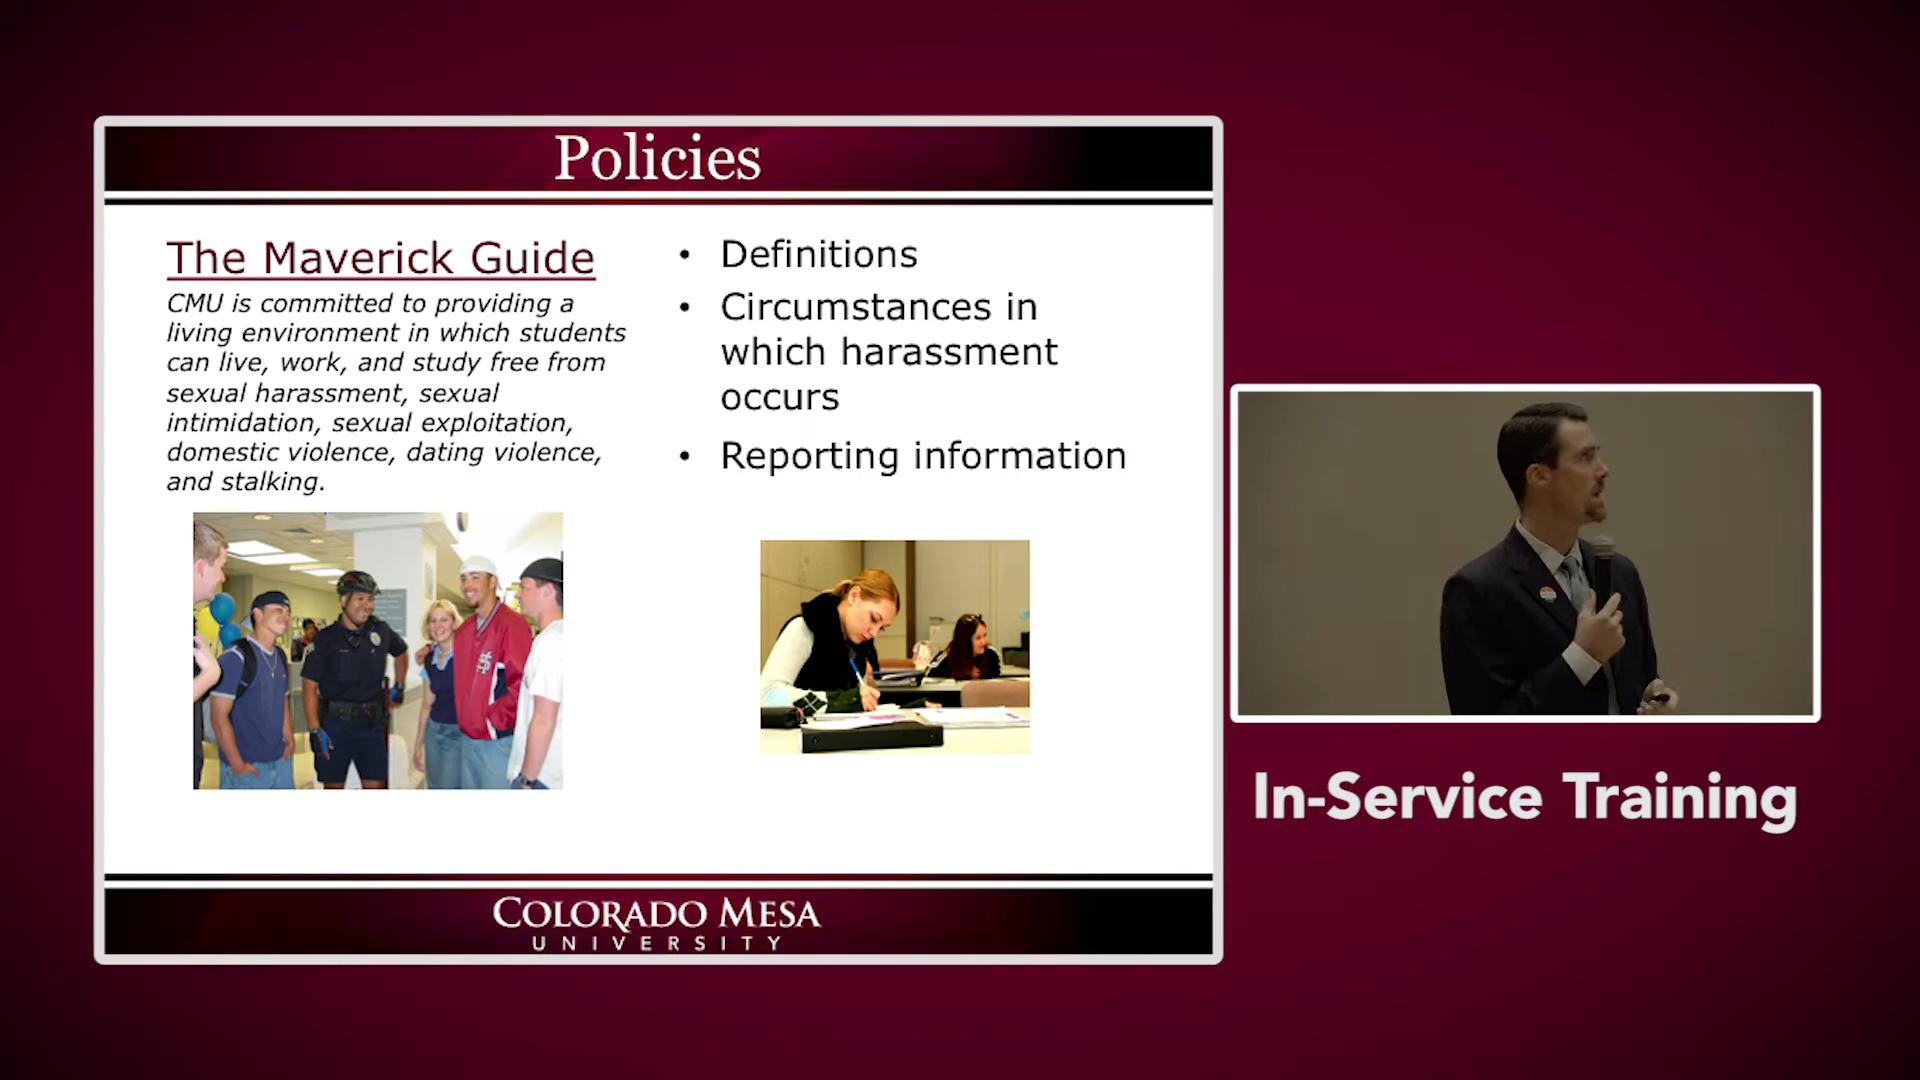 Policies
The Maverick Guide
CMU is committed to providing a
living environment in which students
can live, work, and study free from
sexual harassment, sexual
intimidation, sexual exploitation,
domestic violence, dating violence,
and stalking.
• Definitions
• Circumstances in
which harassment
occurs
• Reporting information
COLORADO MESA
UNIVERSITY
In-Service Training